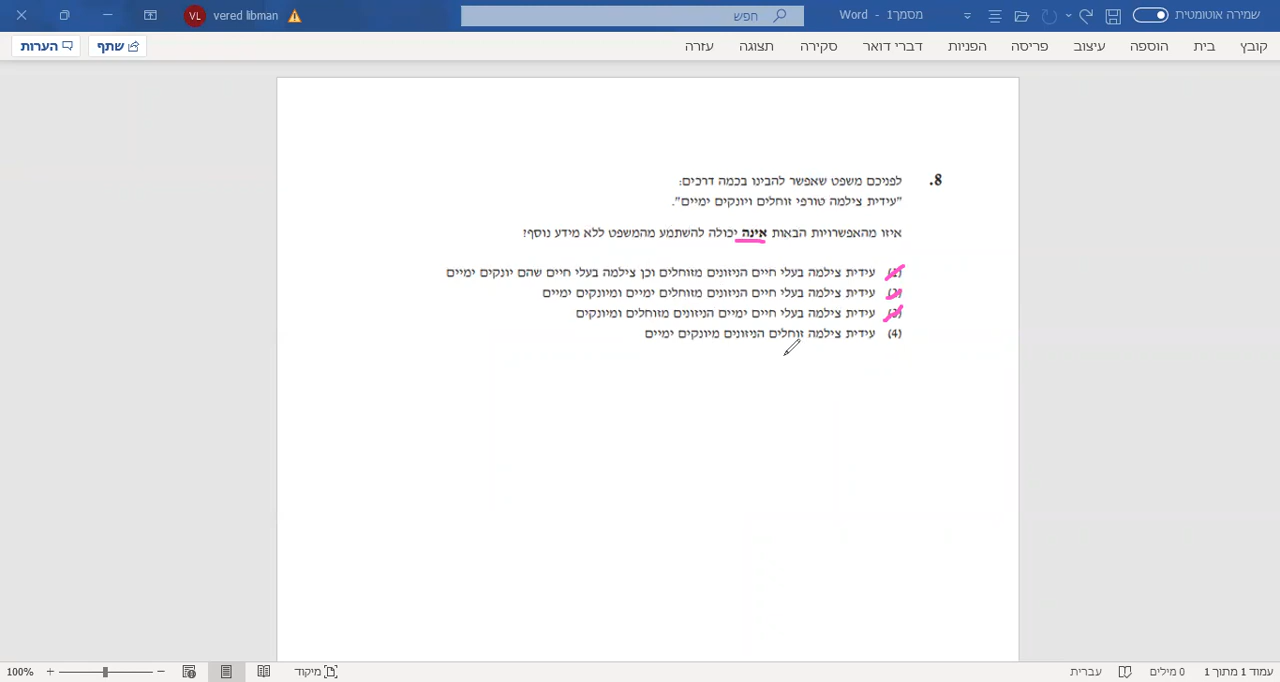 שמירה אוטומטית מסמך1 - Word חפש vered libman VL
קובץ בית הוספה עיצוב פריסה הפניות דברי דואר סקירה תצוגה עזרה שתף הערות
8. לפניכם משפט שאפשר להבינו בכמה דרכים:
"עידית צילמה טורפי זוחלים ויונקים ימיים".
איזו מהאפשרויות הבאות אינה יכולה להשתמע מהמשפט ללא מידע נוסף?
(1) עידית צילמה בעלי חיים הניזונים מזוחלים וכן צילמה בעלי חיים שהם יונקים ימיים
(2) עידית צילמה בעלי חיים הניזונים מזוחלים ימיים ומיונקים ימיים
(3) עידית צילמה בעלי חיים ימיים הניזונים מזוחלים ומיונקים
(4) עידית צילמה זוחלים הניזונים מיונקים ימיים
עמוד 1 מתוך 1 0 מילים עברית מיקוד 100%